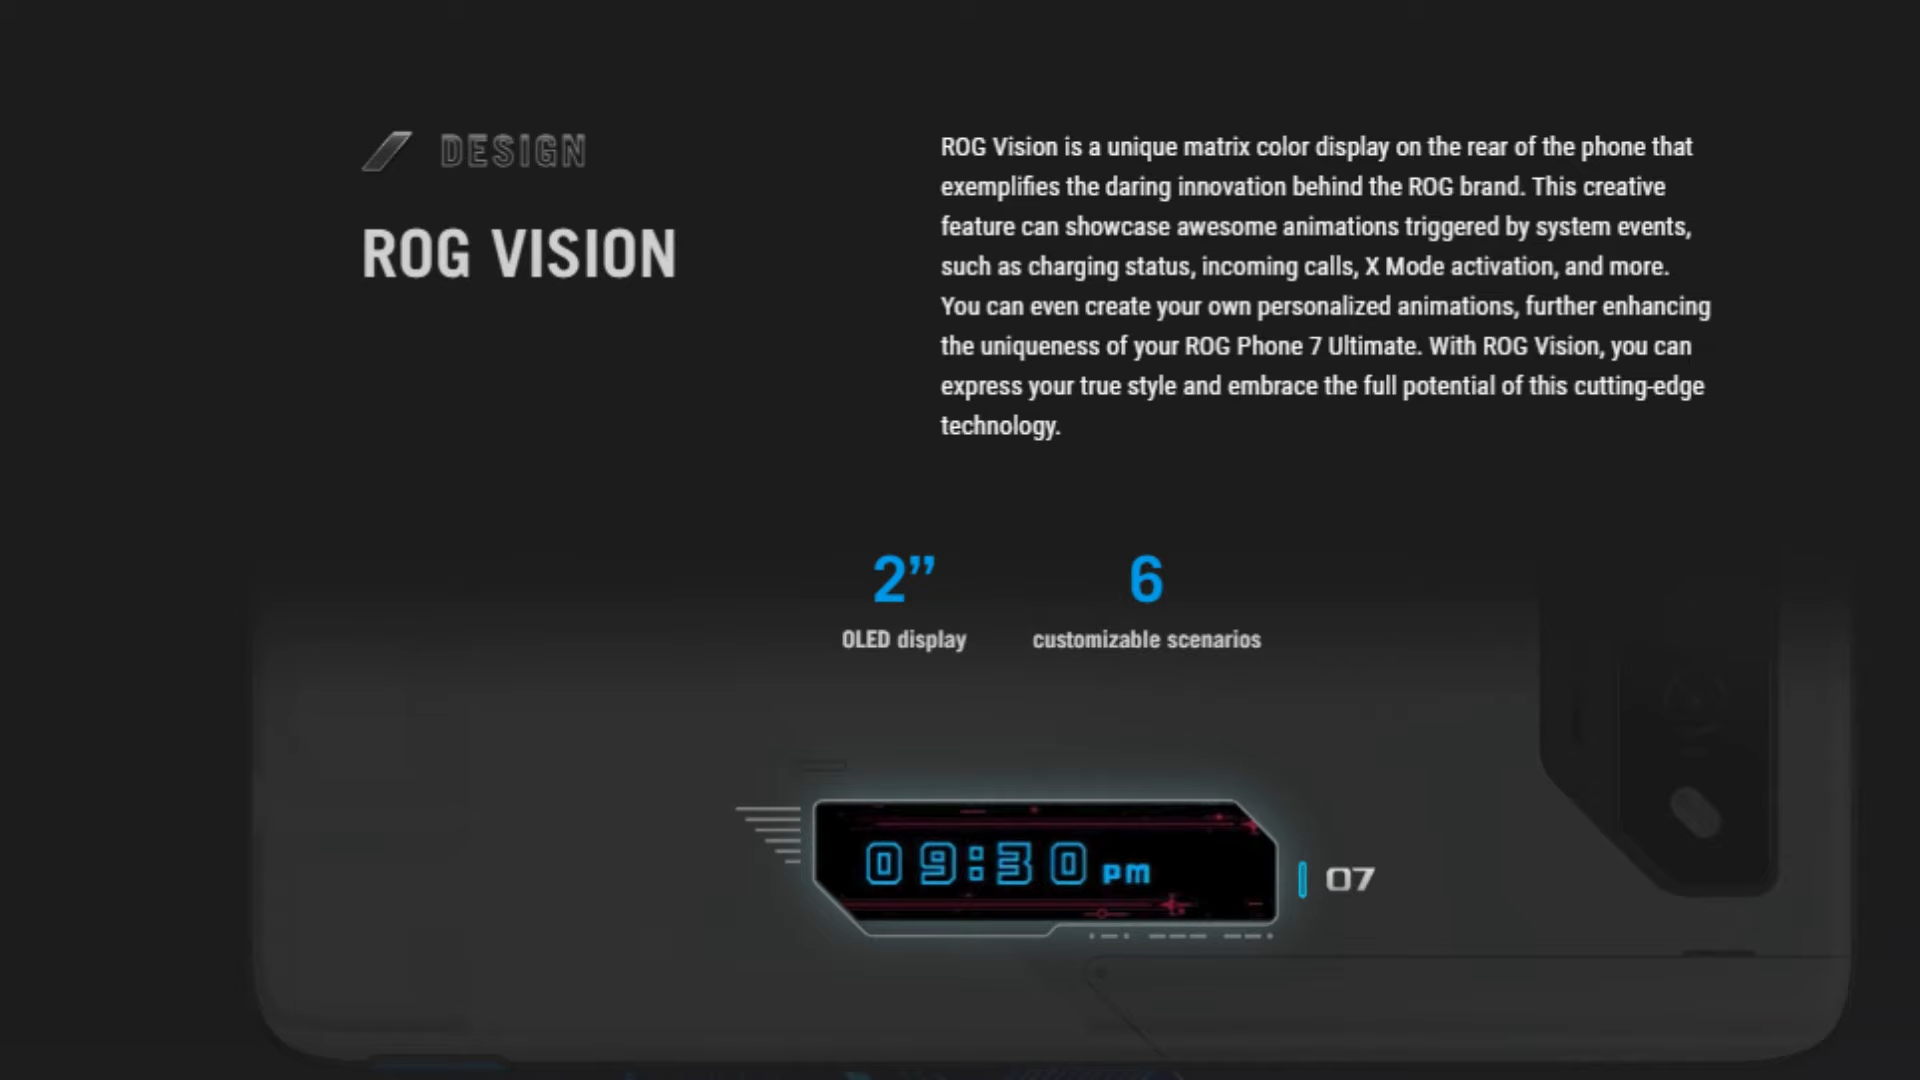 DESIGN
ROG VISION
ROG Vision is a unique matrix color display on the rear of the phone that
exemplifies the daring innovation behind the ROG brand. This creative
feature can showcase awesome animations triggered by system events,
such as charging status, incoming calls, X Mode activation, and more.
You can even create your own personalized animations, further enhancing
the uniqueness of your ROG Phone 7 Ultimate. With ROG Vision, you can
express your true style and embrace the full potential of this cutting-edge
technology.
2”
OLED display
6
customizable scenarios
09:30 pm
07